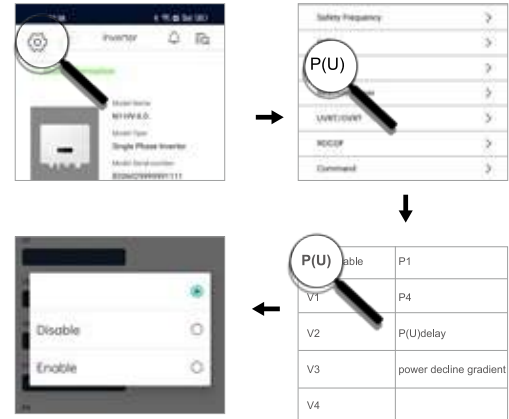 Inverter
Model Name
Model Type
Single Phase Inverter
Model Serial number
Safety Frequency
P(U)
UVRT/OVRT
ROCOF
Command
P(U)
able
P1
V1
P4
V2
P(U)delay
V3
power decline gradient
V4
Disable
Enable